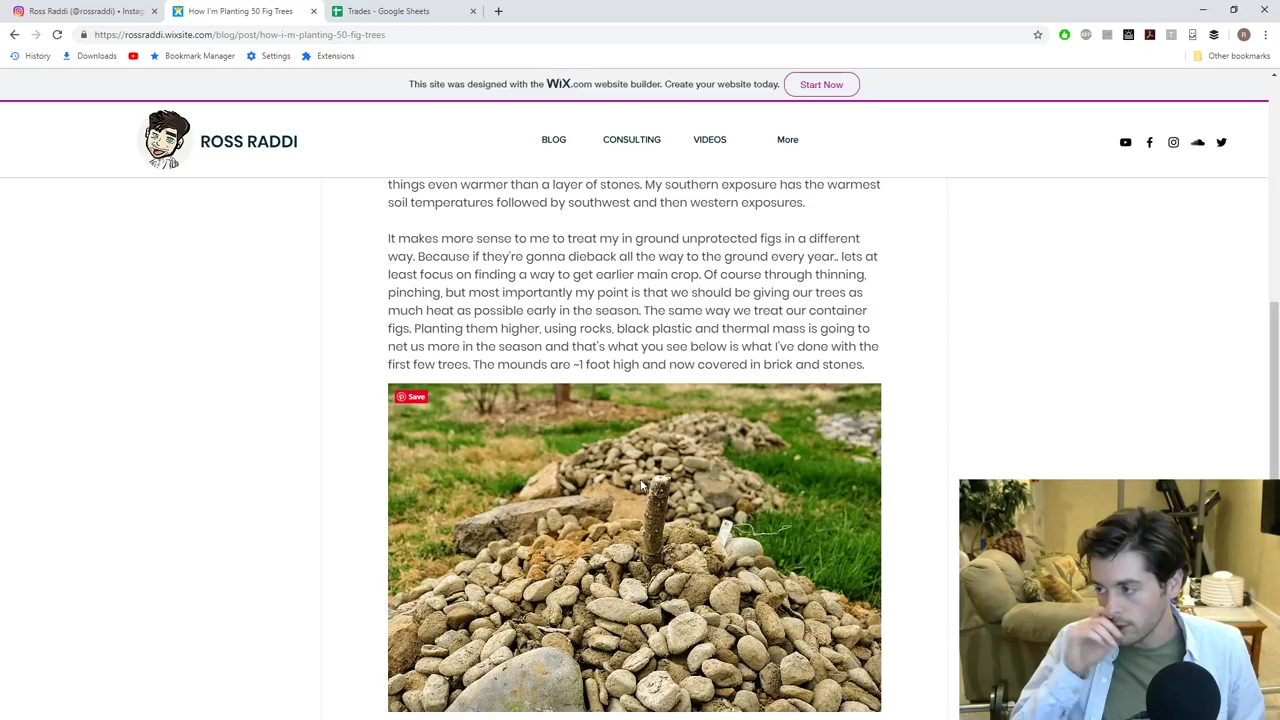 Ross Raddi (@rossraddi) • Instag
How I'm Planting 50 Fig Trees
Trades - Google Sheets
https://rossraddi.wixsite.com/blog/post/how-i-m-planting-50-fig-trees
History
Downloads
Bookmark Manager
Settings
Extensions
Other bookmarks
This site was designed with the WiX.com website builder. Create your website today.
Start Now
ROSS RADDI
BLOG
CONSULTING
VIDEOS
More
things even warmer than a layer of stones. My southern exposure has the warmest
soil temperatures followed by southwest and then western exposures.
It makes more sense to me to treat my in ground unprotected figs in a different
way. Because if they're gonna dieback all the way to the ground every year.. lets at
least focus on finding a way to get earlier main crop. Of course through thinning,
pinching, but most importantly my point is that we should be giving our trees as
much heat as possible early in the season. The same way we treat our container
figs. Planting them higher, using rocks, black plastic and thermal mass is going to
net us more in the season and that's what you see below is what I've done with the
first few trees. The mounds are ~1 foot high and now covered in brick and stones.
Save